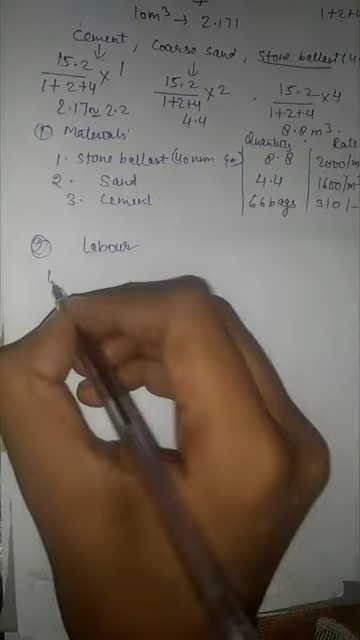 10m³ → 2.171 1+2+4
Cement, Coarse sand, Stone ballast (40
15.2 / 1+2+4 × 1 15.2 / 1+2+4 × 2, 15.2 / 1+2+4 × 4
2.17 ≈ 2.2 4.4 8.8 m³.
① Materials: Quantity Rate
1. Stone ballast (40mm 8.8 2000/m
2. Sand 4.4 1600/m³
3. Cement 66 bags 310/-
② Labour